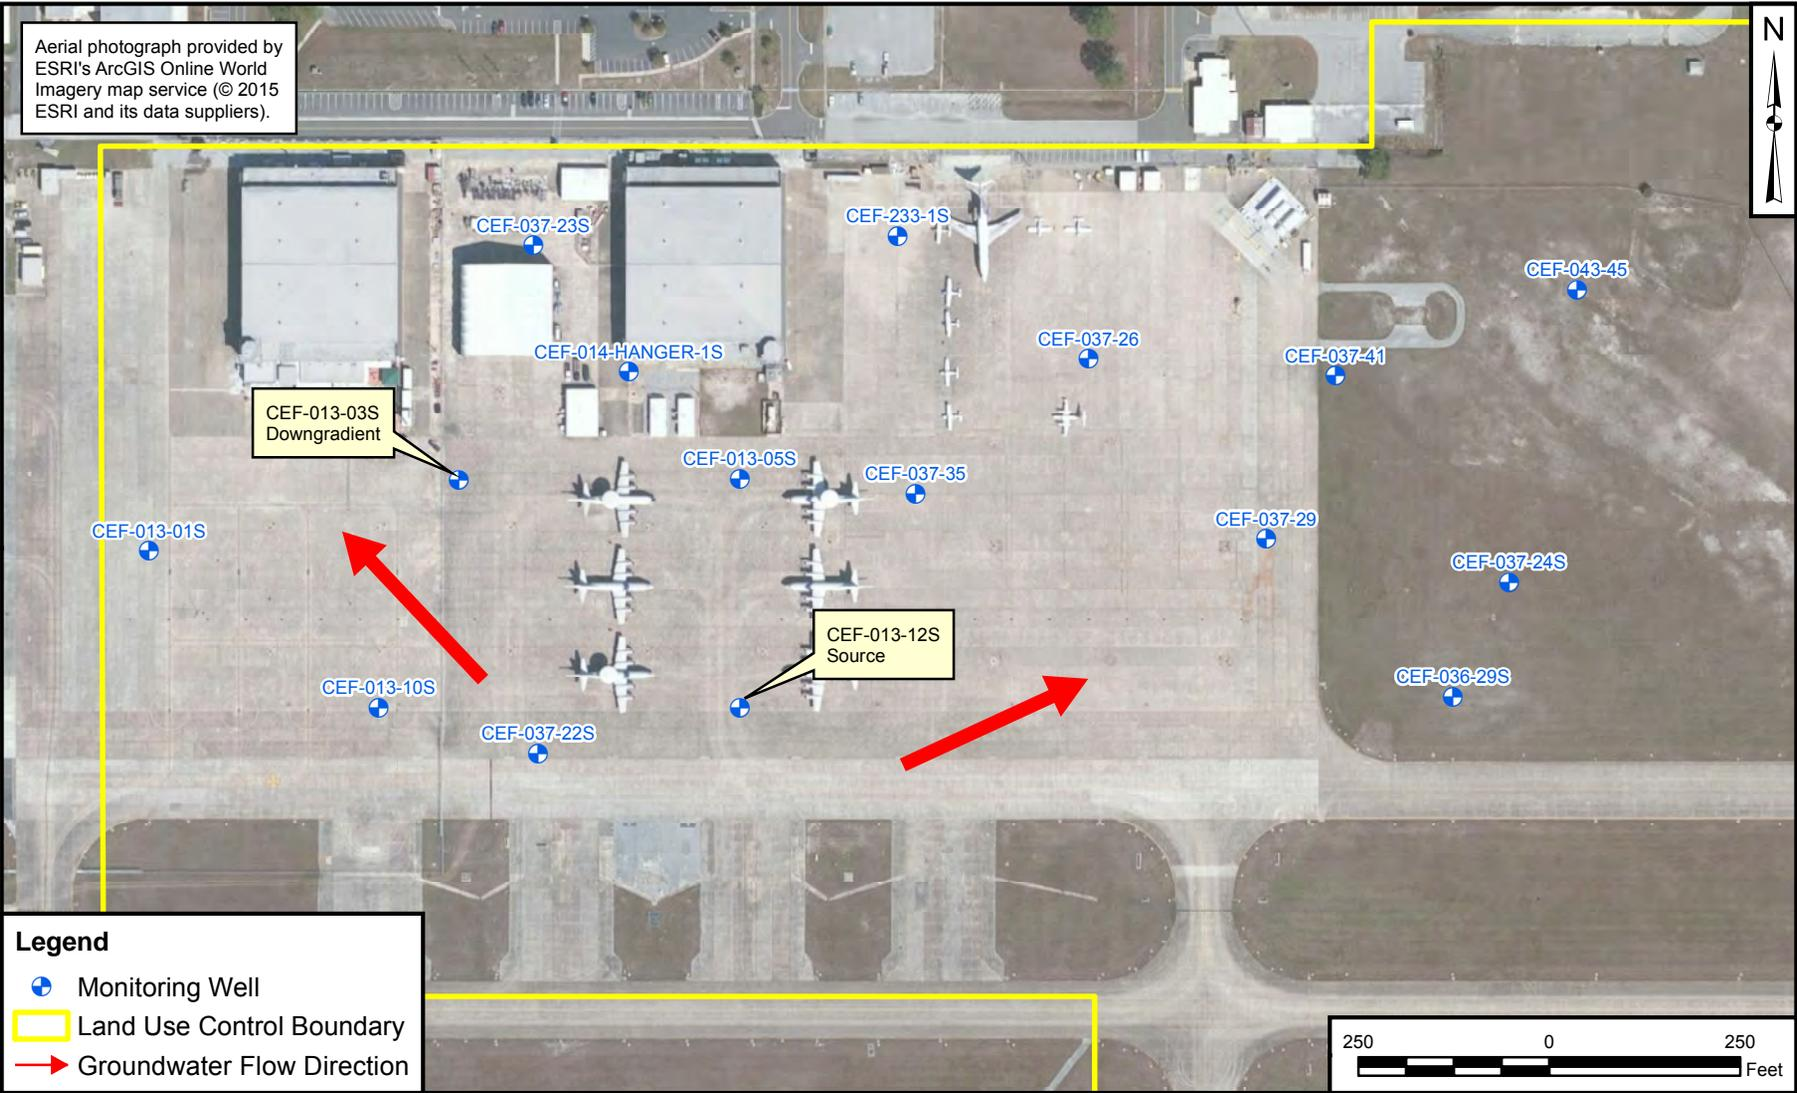 Aerial photograph provided by
ESRI's ArcGIS Online World
Imagery map service (© 2015
ESRI and its data suppliers).
N
CEF-037-23S
CEF-233-1S
CEF-043-45
CEF-014-HANGER-1S
CEF-037-26
CEF-037-41
CEF-013-03S
Downgradient
CEF-013-05S
CEF-037-35
CEF-013-01S
CEF-037-29
CEF-037-24S
CEF-013-12S
Source
CEF-013-10S
CEF-036-29S
CEF-037-22S
Legend
Monitoring Well
Land Use Control Boundary
Groundwater Flow Direction
250 0 250
Feet